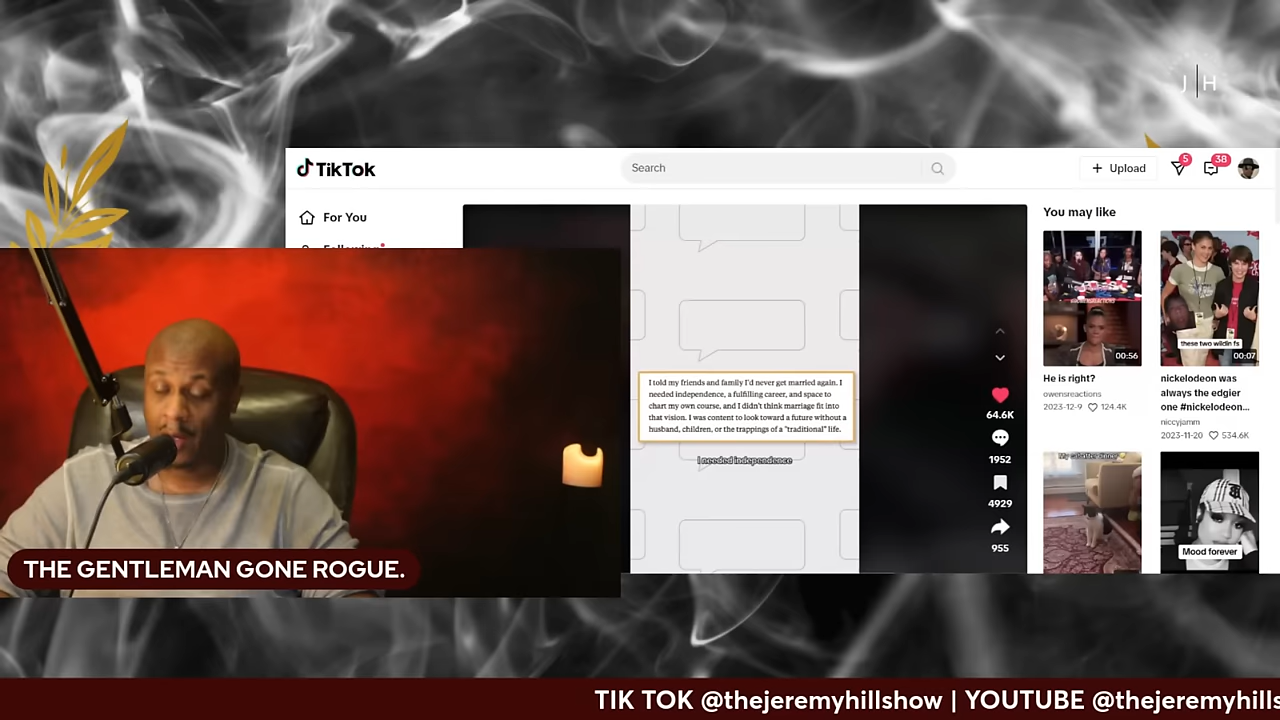 J | H
TikTok
Search
Upload
5
38
For You
Following
You may like
I told my friends and family I'd never get married again. I
needed independence, a fulfilling career, and space to
chart my own course, and I didn't think marriage fit into
that vision. I was content to look toward a future without a
husband, children, or the trappings of a "traditional" life.
I needed independence
64.6K
1952
4929
955
00:56
He is right?
owensreactions
2023-12-9 124.4K
these two wildin fs
00:07
nickelodeon was
always the edgier
one #nickelodeon...
niccyjamm
2023-11-20 534.6K
Mood forever
THE GENTLEMAN GONE ROGUE.
TIK TOK @thejeremyhillshow | YOUTUBE @thejeremyhills